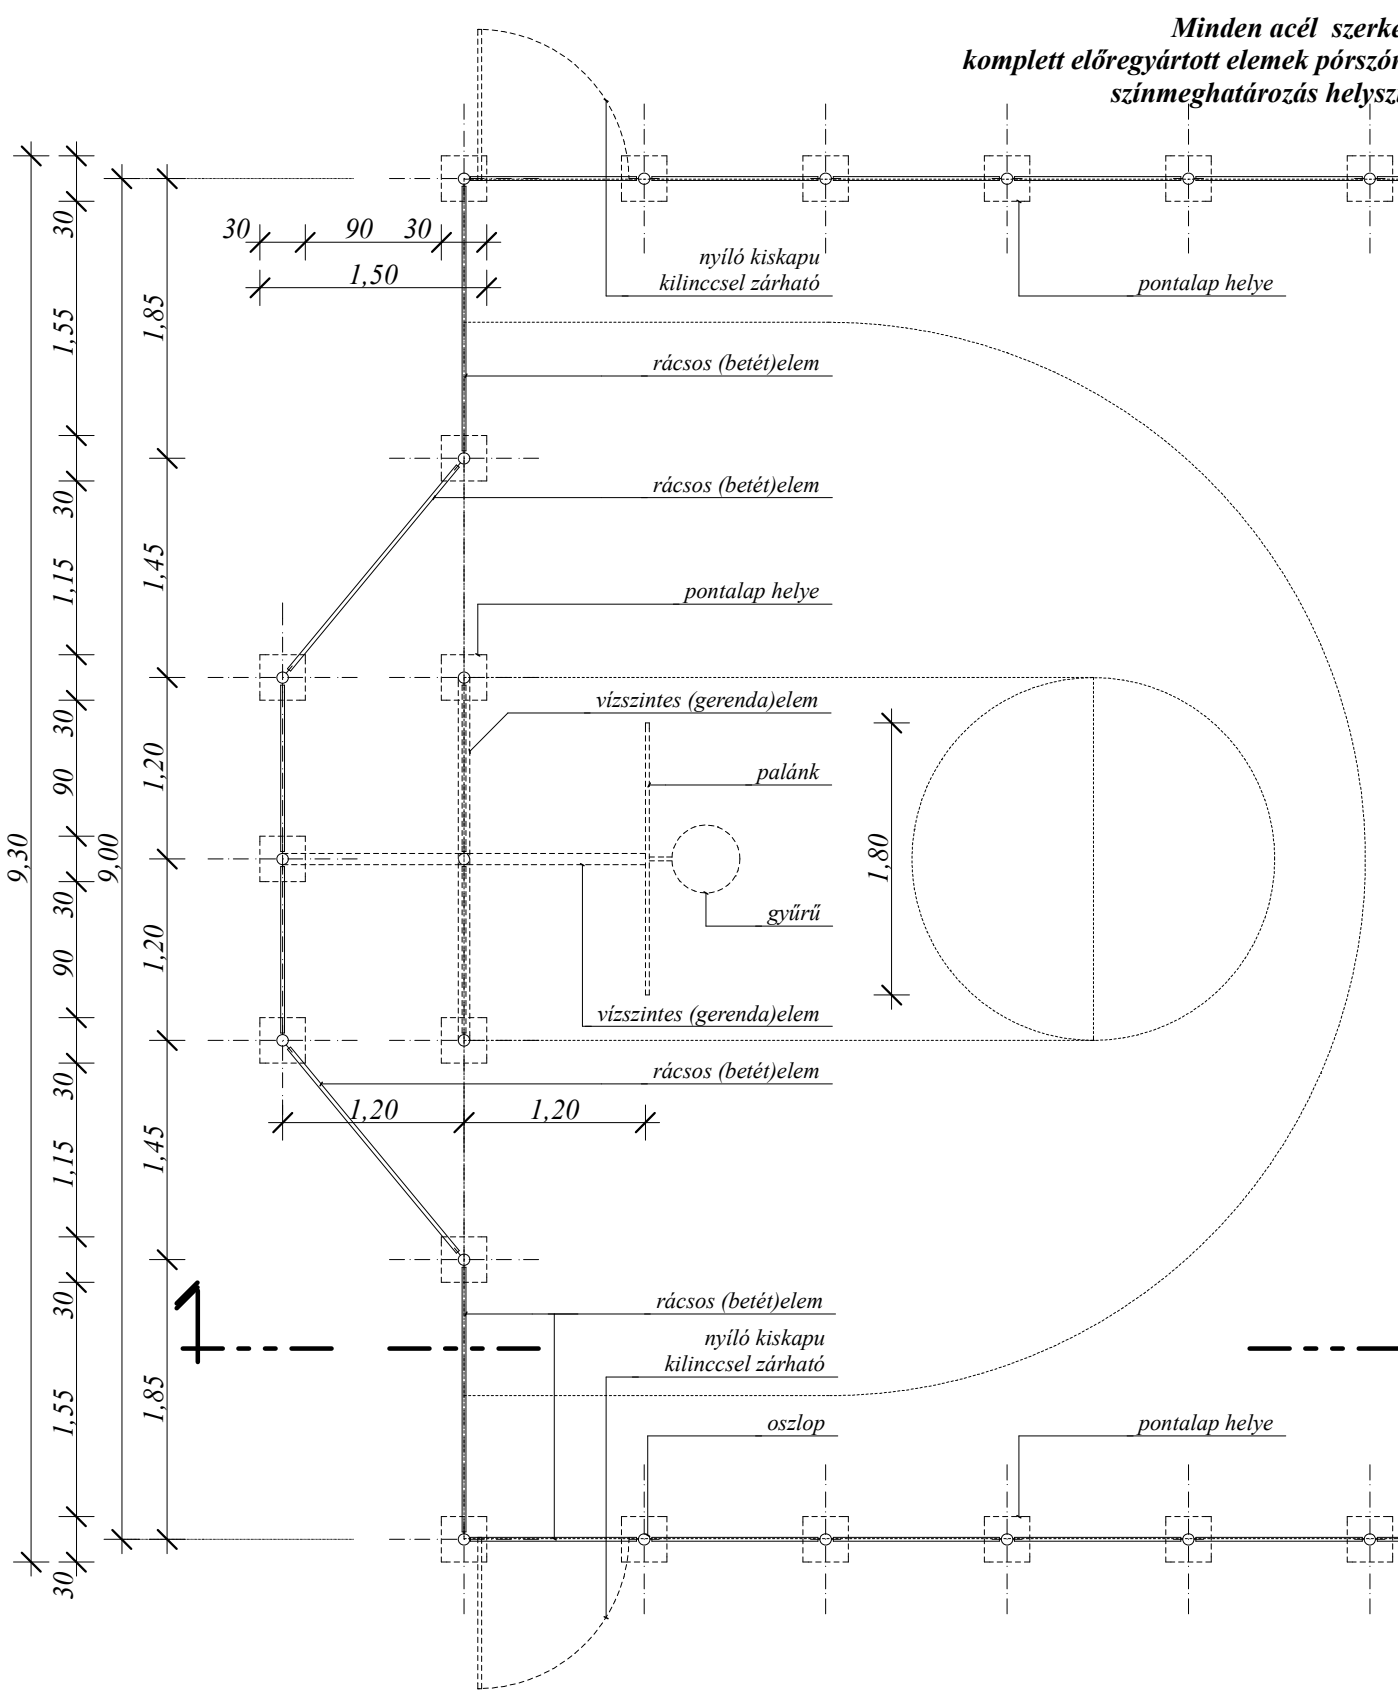 Minden acél szerke
komplett előregyártott elemek pórszór
színmeghatározás helysz
30 90 30
1,50
nyíló kiskapu
kilinccsel zárható
pontalap helye
rácsos (betét)elem
rácsos (betét)elem
pontalap helye
vízszintes (gerenda)elem
palánk
1,80
gyűrű
vízszintes (gerenda)elem
rácsos (betét)elem
1,20
1,20
rácsos (betét)elem
nyíló kiskapu
kilinccsel zárható
oszlop
pontalap helye
1
9,30
30
1,55
30
1,15
30
90
30
90
30
1,15
30
1,55
30
9,00
1,85
1,45
1,20
1,20
1,45
1,85